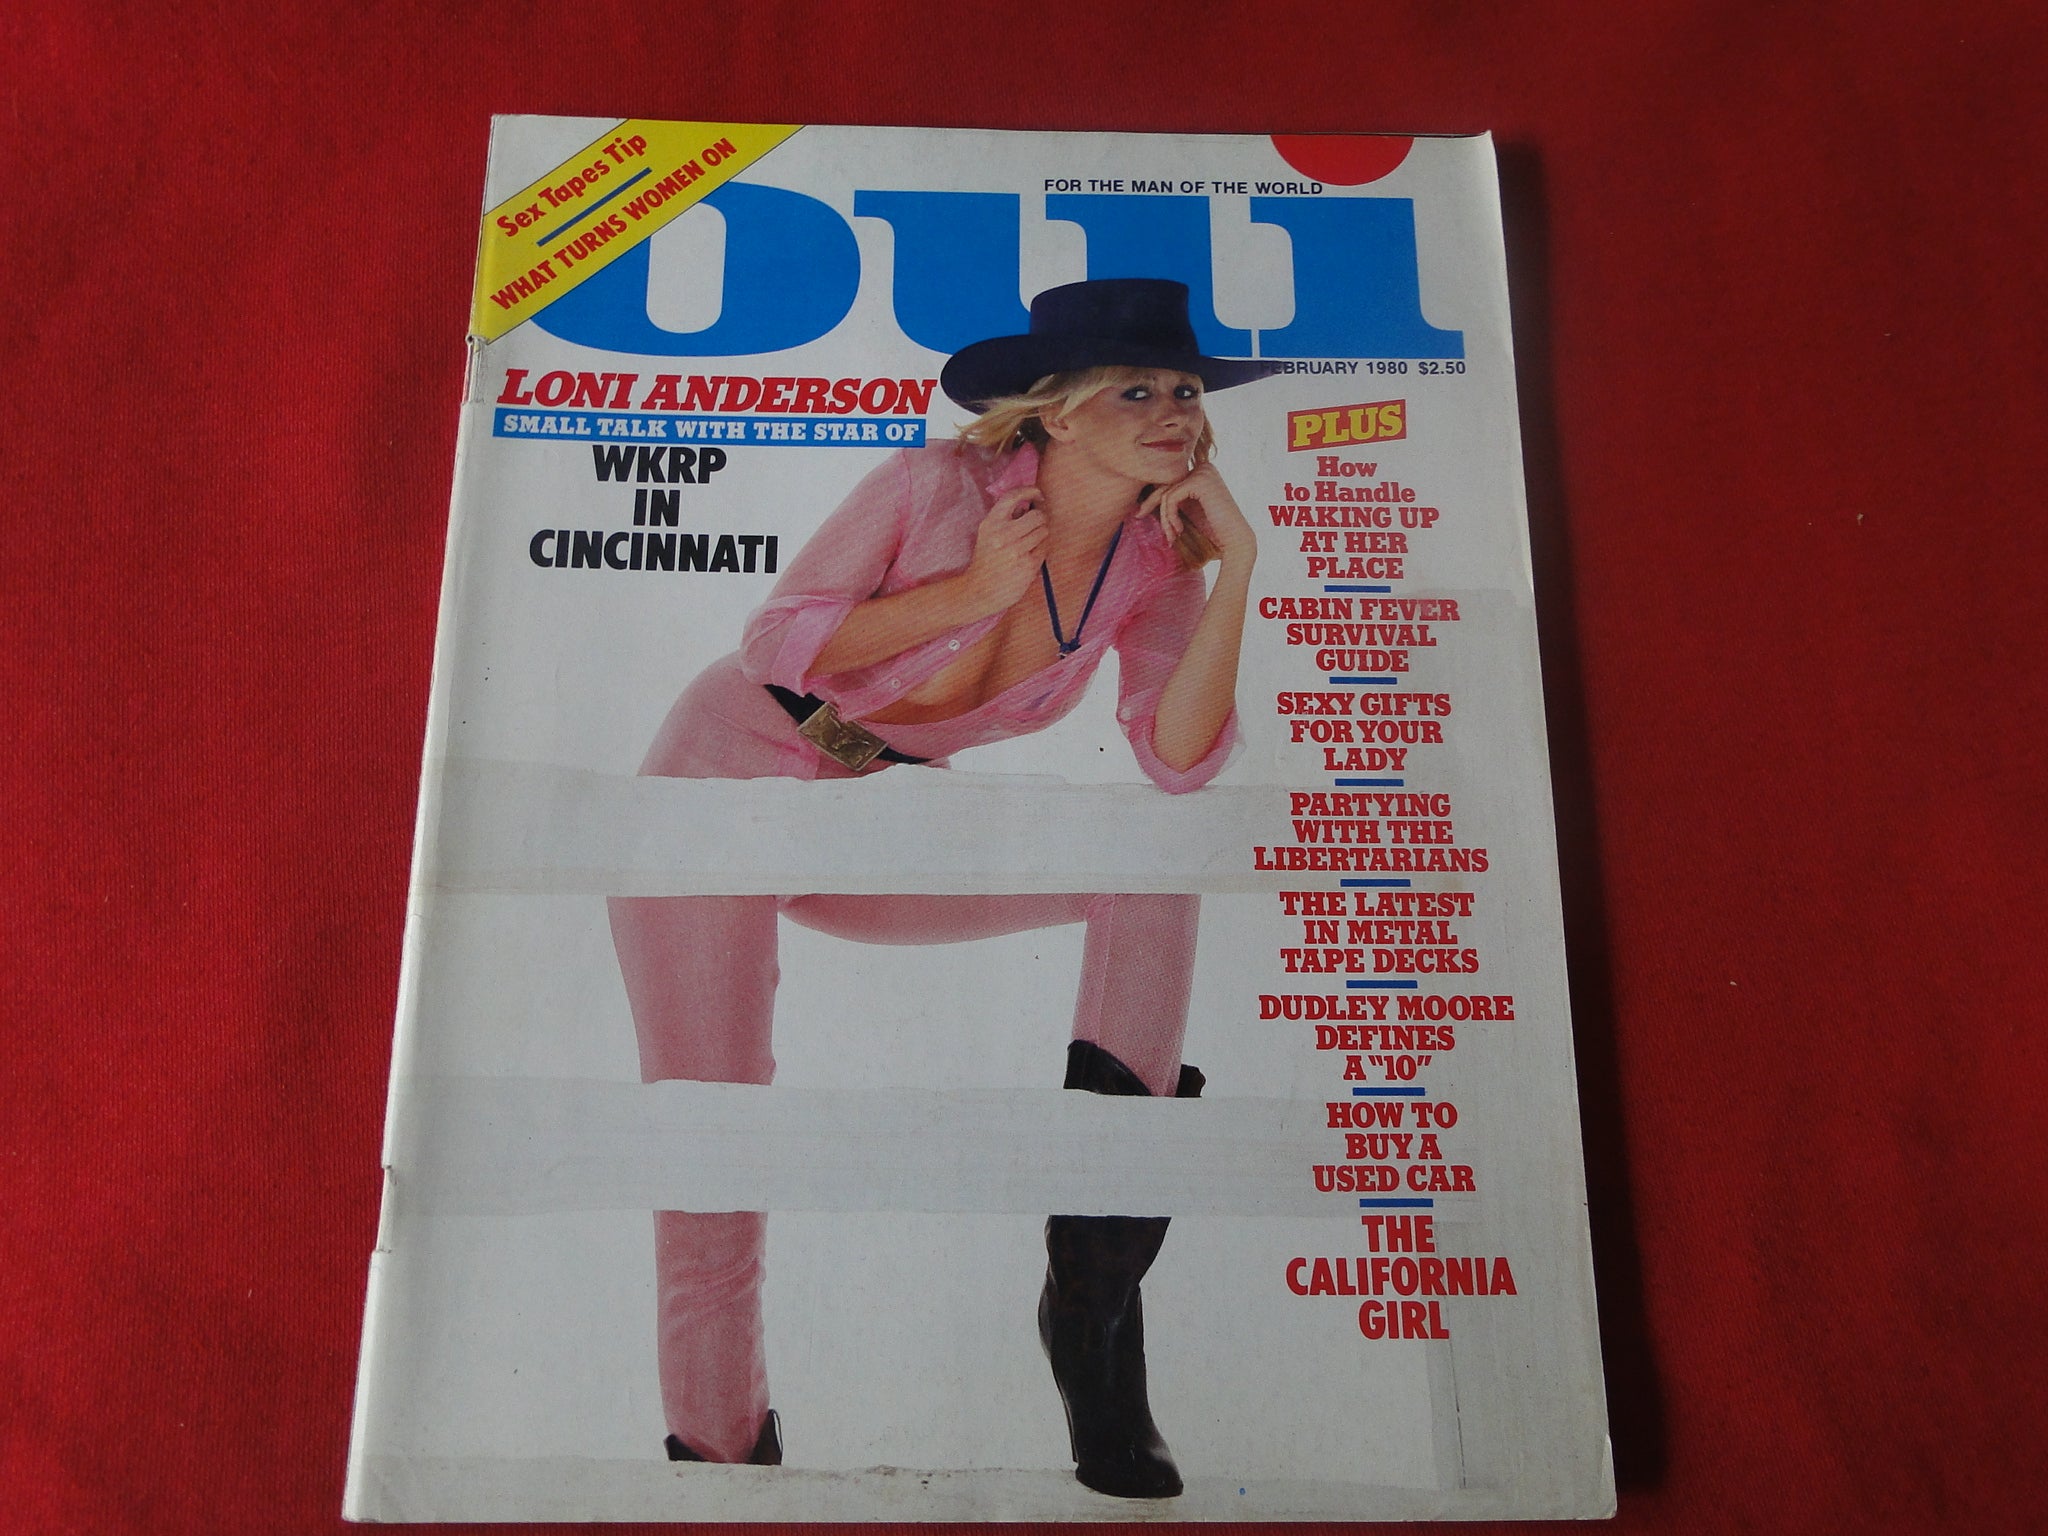 Sex Tapes Tip
WHAT TURNS WOMEN ON
FOR THE MAN OF THE WORLD
OUI
FEBRUARY 1980 $2.50
LONI ANDERSON
SMALL TALK WITH THE STAR OF
WKRP
IN
CINCINNATI
PLUS
How
to Handle
WAKING UP
AT HER
PLACE
CABIN FEVER
SURVIVAL
GUIDE
SEXY GIFTS
FOR YOUR
LADY
PARTYING
WITH THE
LIBERTARIANS
THE LATEST
IN METAL
TAPE DECKS
DUDLEY MOORE
DEFINES
A "10"
HOW TO
BUY A
USED CAR
THE
CALIFORNIA
GIRL